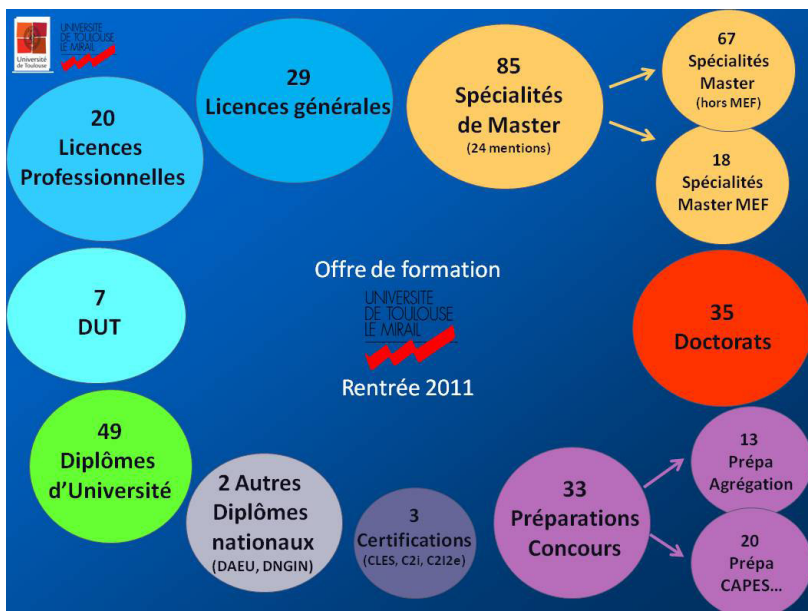 Université
de Toulouse
UNIVERSITE
DE TOULOUSE
LE MIRAIL
29
Licences générales
85
Spécialités
de Master
(24 mentions)
67
Spécialités
Master
(hors MEF)
18
Spécialités
Master MEF
20
Licences
Professionnelles
7
DUT
Offre de formation
UNIVERSITE
DE TOULOUSE
LE MIRAIL
Rentrée 2011
35
Doctorats
49
Diplômes
d'Université
2 Autres
Diplômes
nationaux
(DAEU, DNGIN)
3
Certifications
(CLES, C2i, C2I2e)
33
Préparations
Concours
13
Prépa
Agrégation
20
Prépa
CAPES...